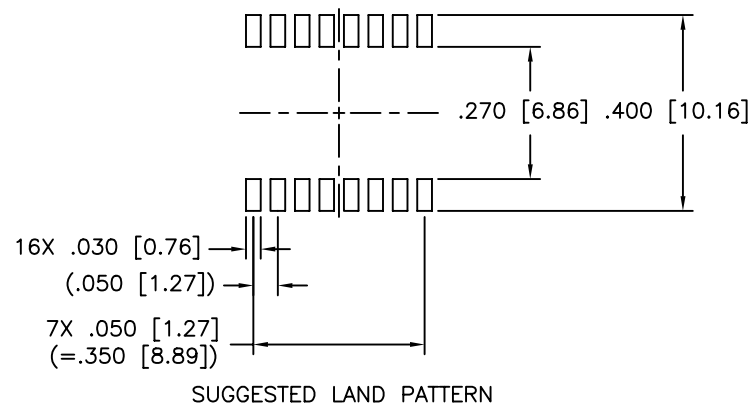 .270 [6.86] .400 [10.16]
16X .030 [0.76]
(.050 [1.27])
7X .050 [1.27]
(=.350 [8.89])
SUGGESTED LAND PATTERN